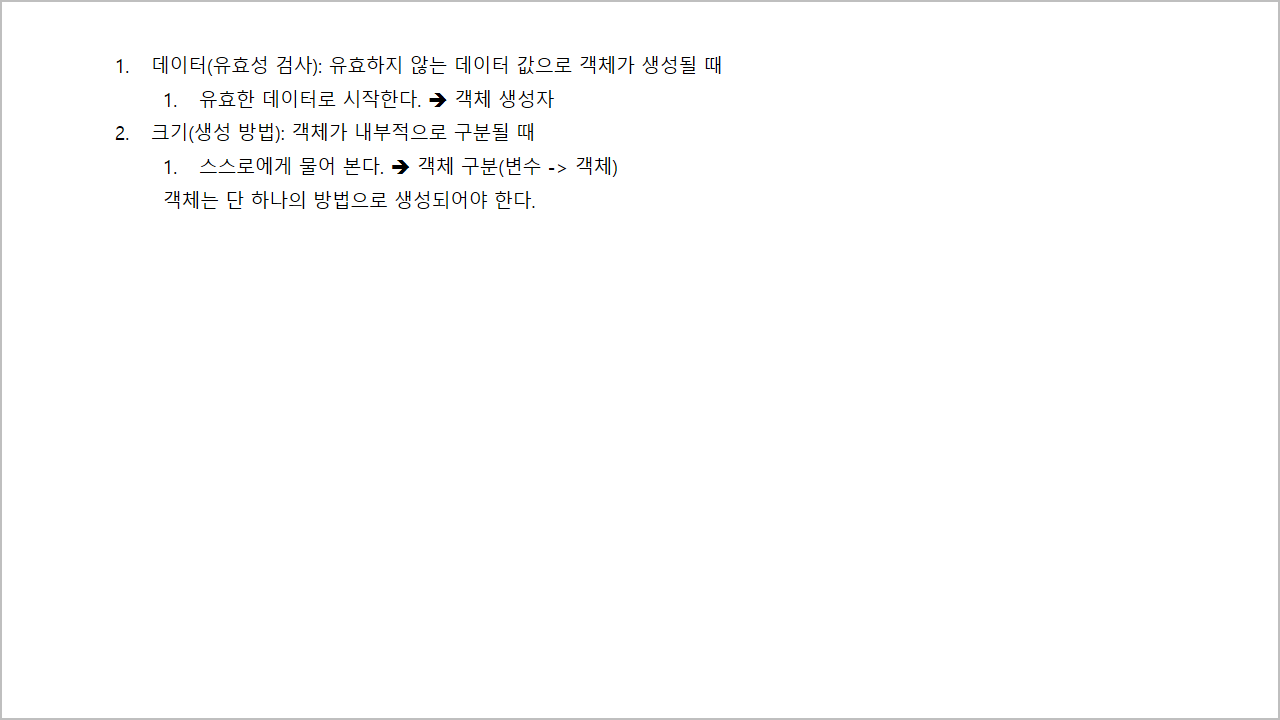 1. 데이터(유효성 검사): 유효하지 않는 데이터 값으로 객체가 생성될 때
1. 유효한 데이터로 시작한다. 🡺 객체 생성자
2. 크기(생성 방법): 객체가 내부적으로 구분될 때
1. 스스로에게 물어 본다. 🡺 객체 구분(변수 -> 객체)
객체는 단 하나의 방법으로 생성되어야 한다.